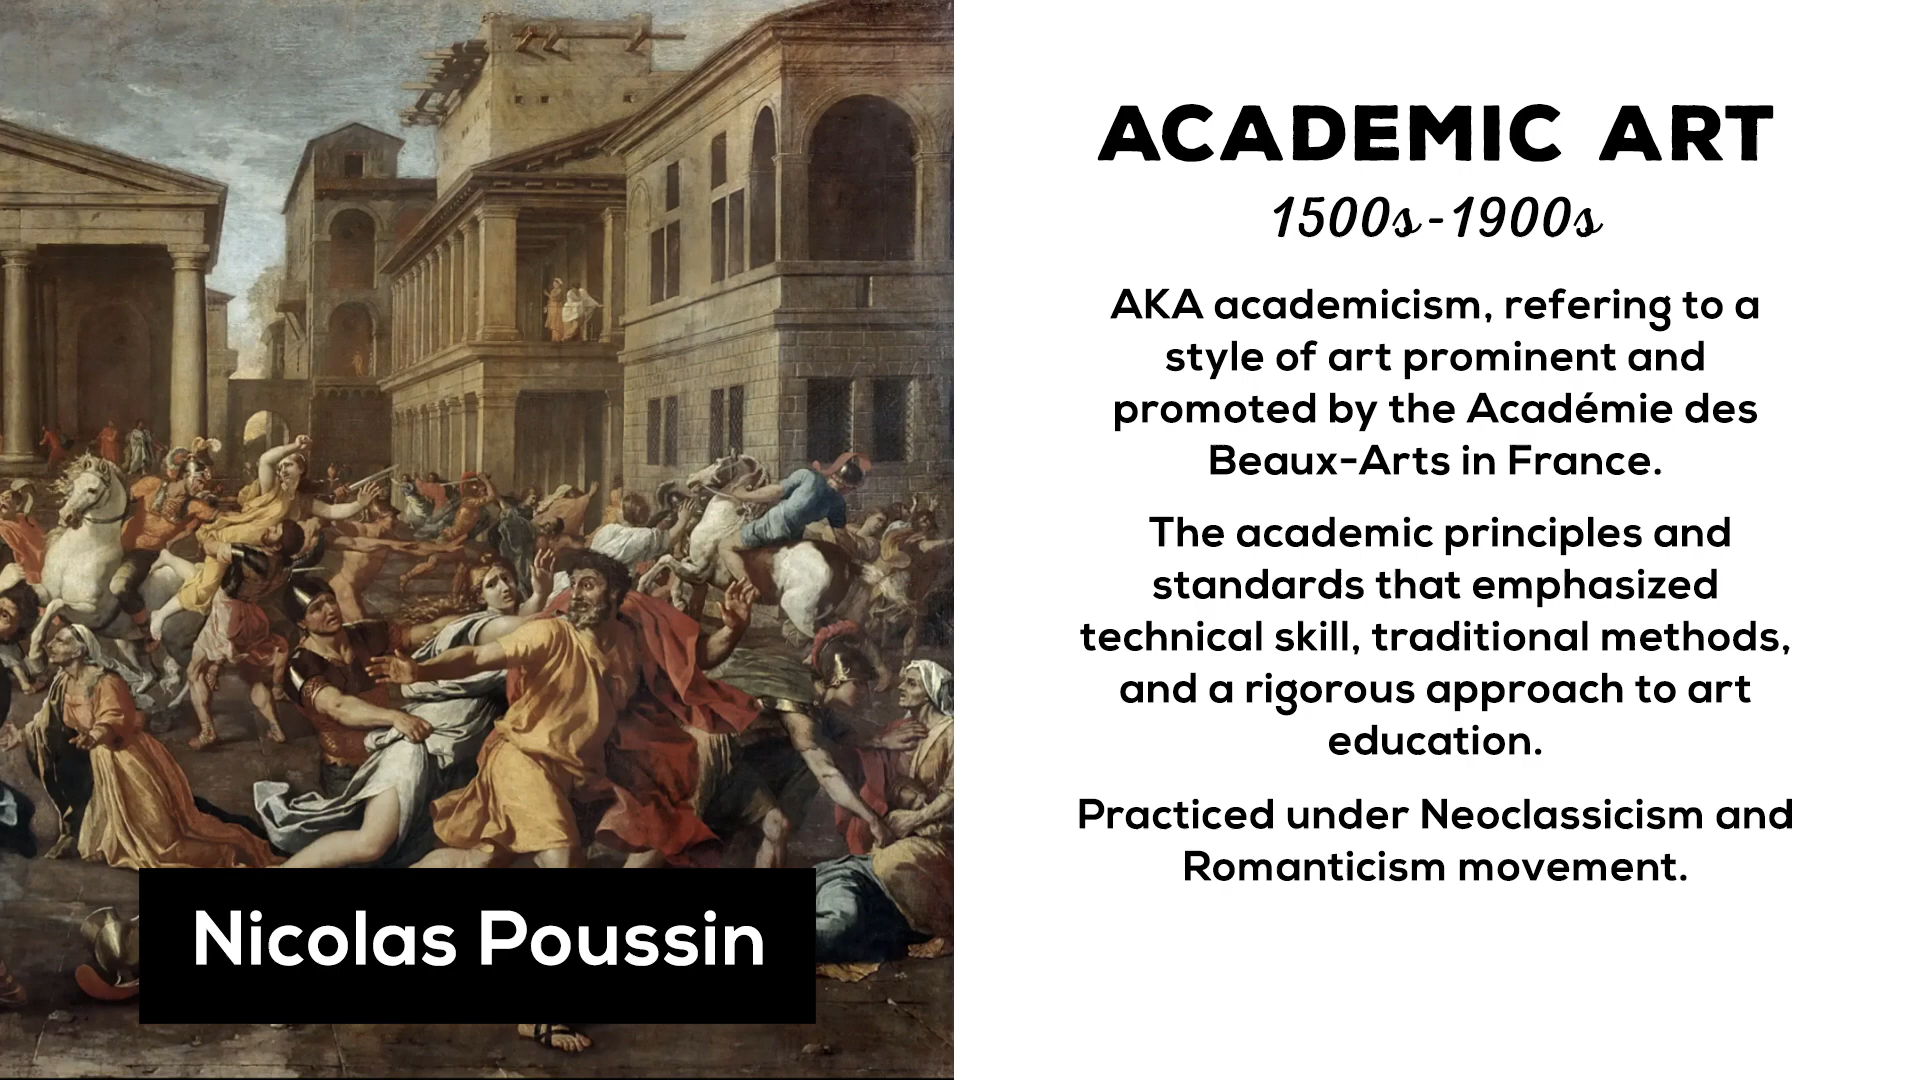 ACADEMIC ART
1500s-1900s
AKA academicism, refering to a
style of art prominent and
promoted by the Académie des
Beaux-Arts in France.
The academic principles and
standards that emphasized
technical skill, traditional methods,
and a rigorous approach to art
education.
Practiced under Neoclassicism and
Romanticism movement.
Nicolas Poussin